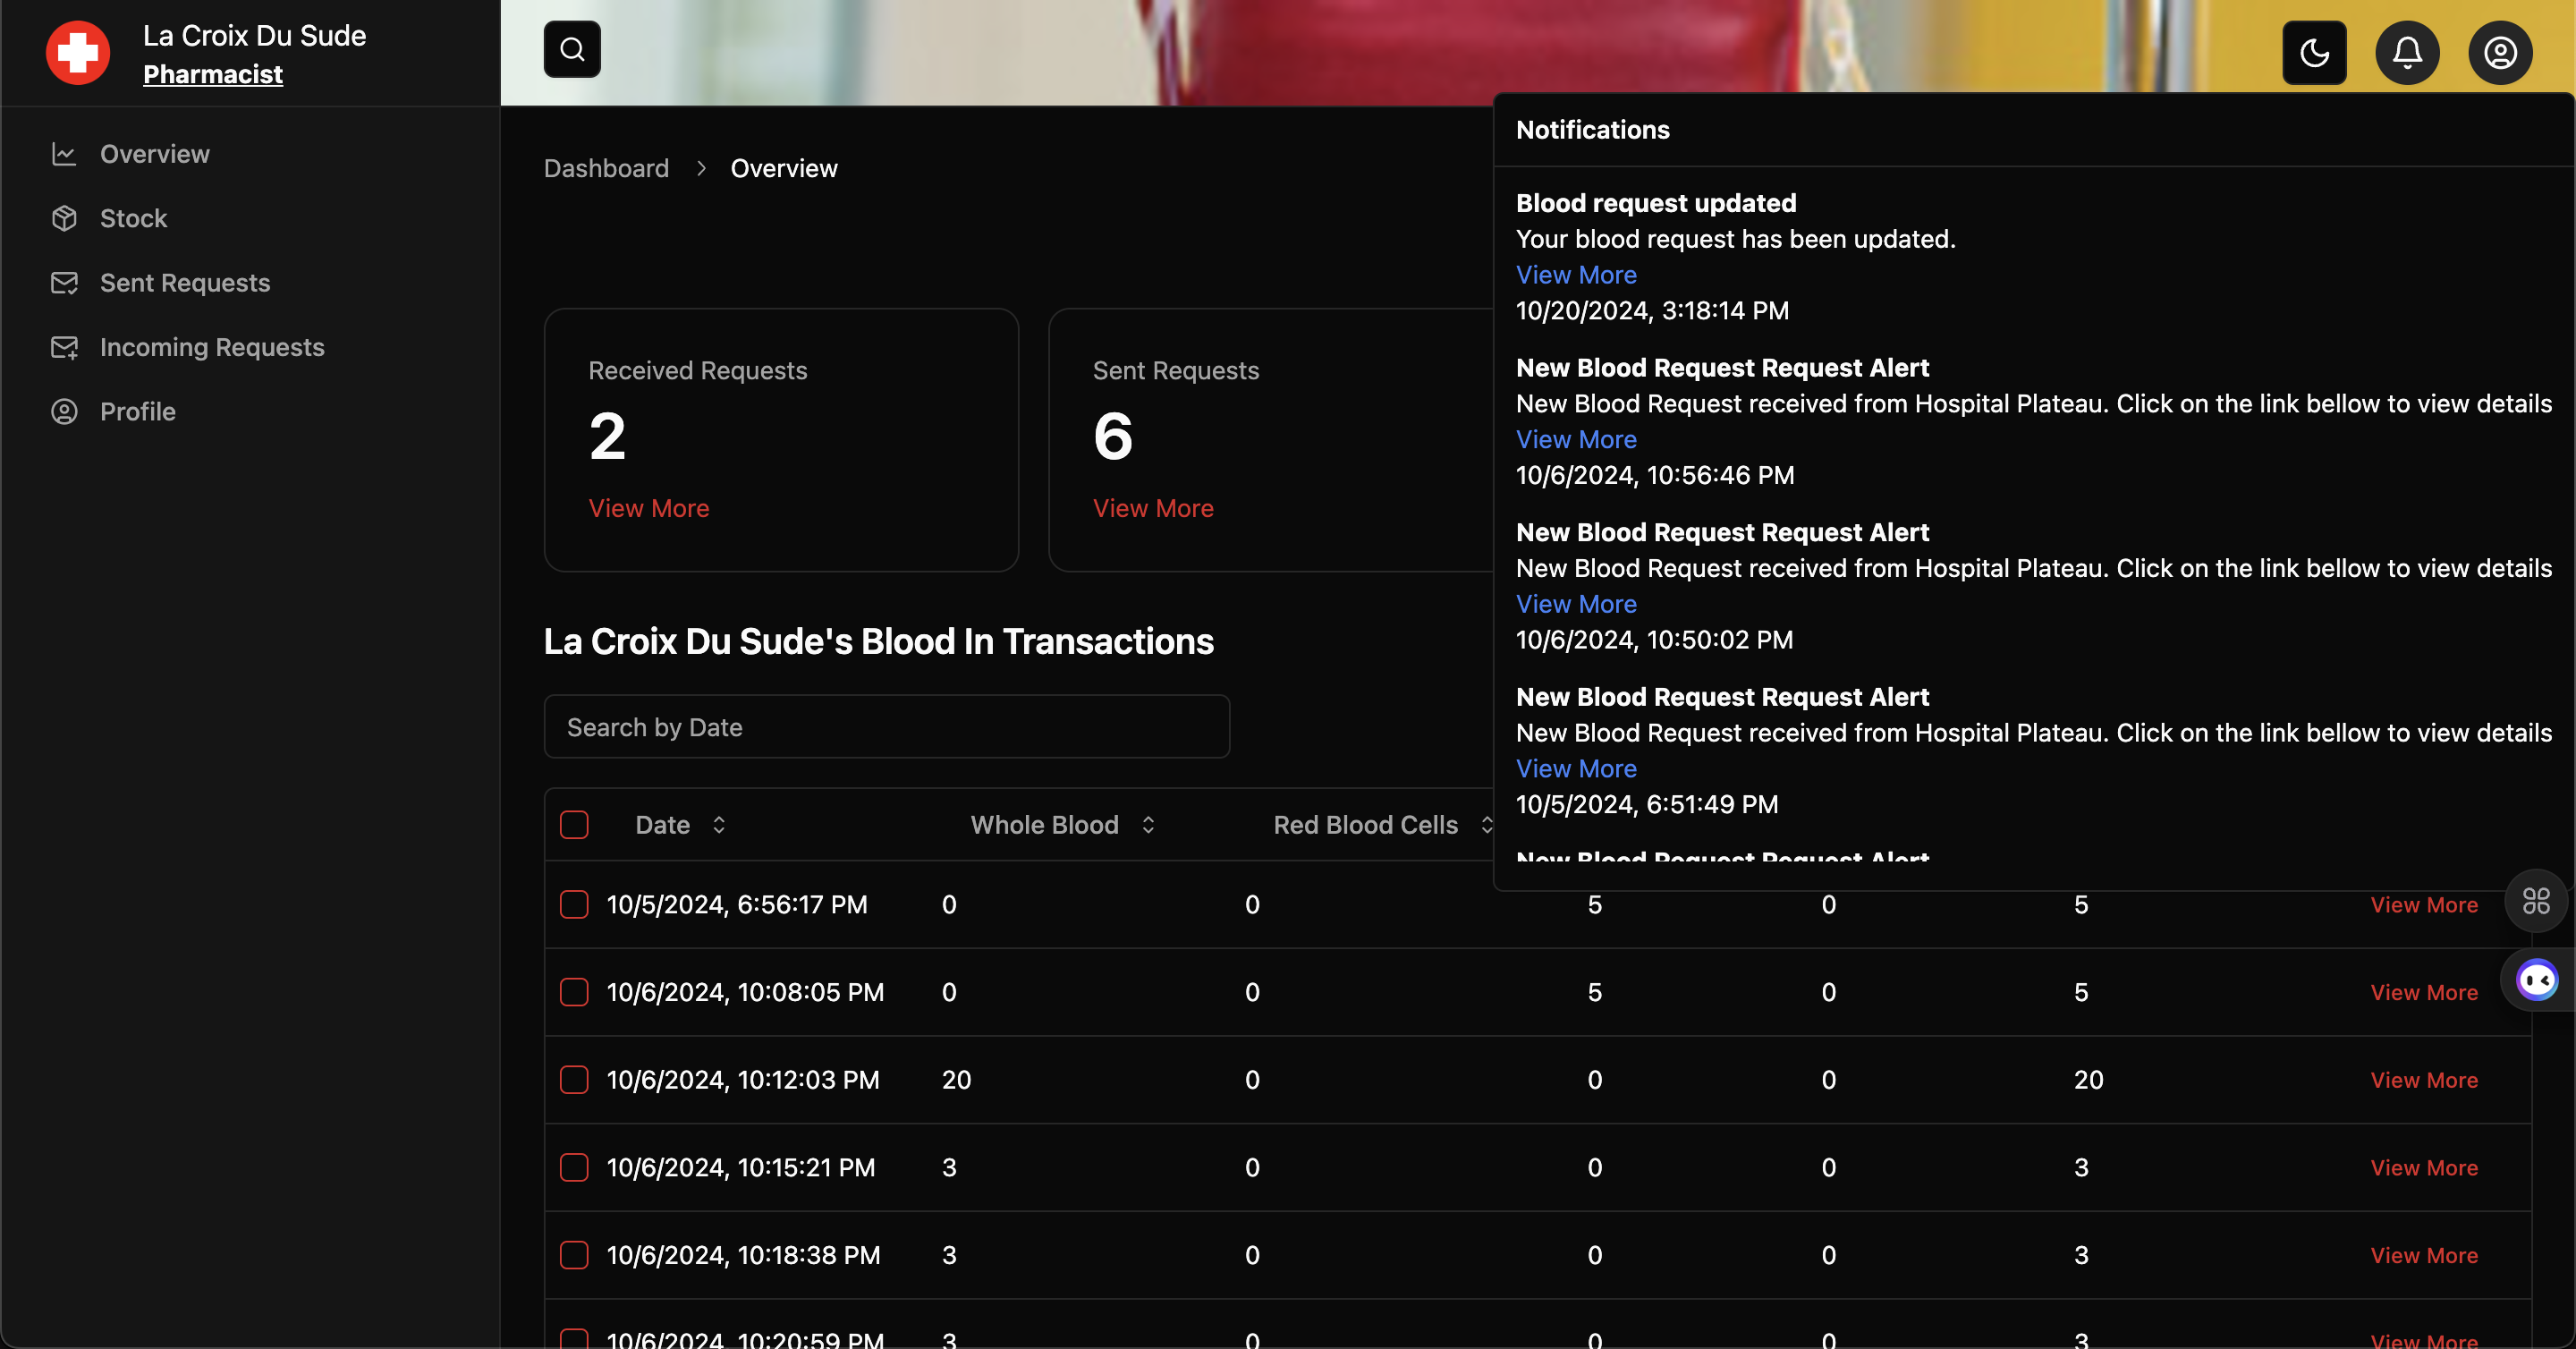 La Croix Du Sude
Pharmacist
Overview
Stock
Sent Requests
Incoming Requests
Profile
Dashboard > Overview
Received Requests
2
View More
Sent Requests
6
View More
Notifications
Blood request updated
Your blood request has been updated.
View More
10/20/2024, 3:18:14 PM
New Blood Request Request Alert
New Blood Request received from Hospital Plateau. Click on the link bellow to view details
View More
10/6/2024, 10:56:46 PM
New Blood Request Request Alert
New Blood Request received from Hospital Plateau. Click on the link bellow to view details
View More
10/6/2024, 10:50:02 PM
New Blood Request Request Alert
New Blood Request received from Hospital Plateau. Click on the link bellow to view details
View More
10/5/2024, 6:51:49 PM
New Blood Request Request Alert
La Croix Du Sude's Blood In Transactions
Search by Date
Date Whole Blood Red Blood Cells
10/5/2024, 6:56:17 PM 0 0 5 0 5 View More
10/6/2024, 10:08:05 PM 0 0 5 0 5 View More
10/6/2024, 10:12:03 PM 20 0 0 0 20 View More
10/6/2024, 10:15:21 PM 3 0 0 0 3 View More
10/6/2024, 10:18:38 PM 3 0 0 0 3 View More
10/6/2024, 10:20:59 PM 3 0 0 0 3 View More